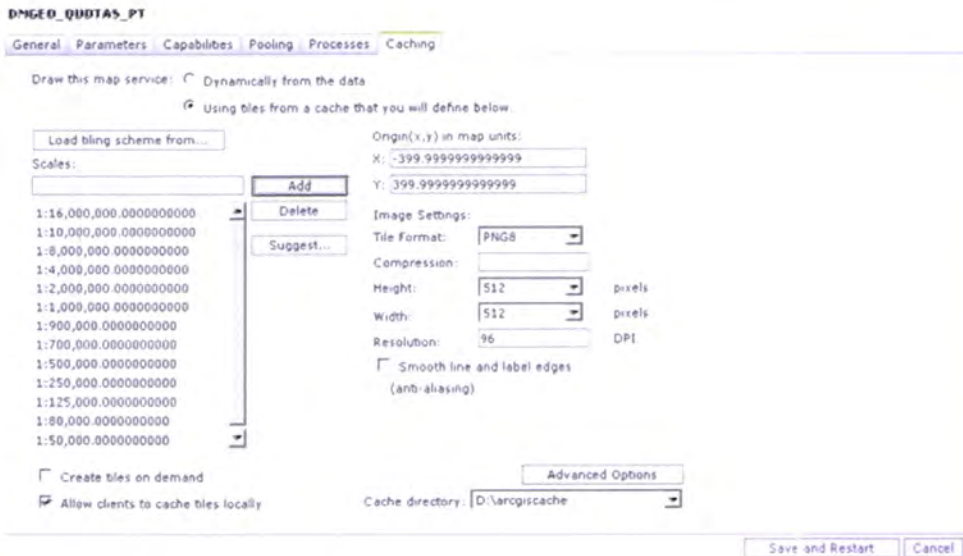 DMGEO_QUOTAS_PT
General Parameters Capabilities Pooling Processes Caching
Draw this map service: Dynamically from the data
Using tiles from a cache that you will define below.
Load tiling scheme from...
Scales:
Add
1:16,000,000.0000000000
1:10,000,000.0000000000
1:8,000,000.0000000000
1:4,000,000.0000000000
1:2,000,000.0000000000
1:1,000,000.0000000000
1:900,000.0000000000
1:700,000.0000000000
1:500,000.0000000000
1:250,000.0000000000
1:125,000.0000000000
1:80,000.0000000000
1:50,000.0000000000
Delete
Suggest...
Origin(x,y) in map units:
X: -399.9999999999999
Y: 399.9999999999999
Image Settings:
Tile Format: PNG8
Compression:
Height: 512 pixels
Width: 512 pixels
Resolution: 96 DPI
Smooth line and label edges
(anti-aliasing)
Create tiles on demand
Allow clients to cache tiles locally
Advanced Options
Cache directory: D:\arcgiscache
Save and Restart Cancel